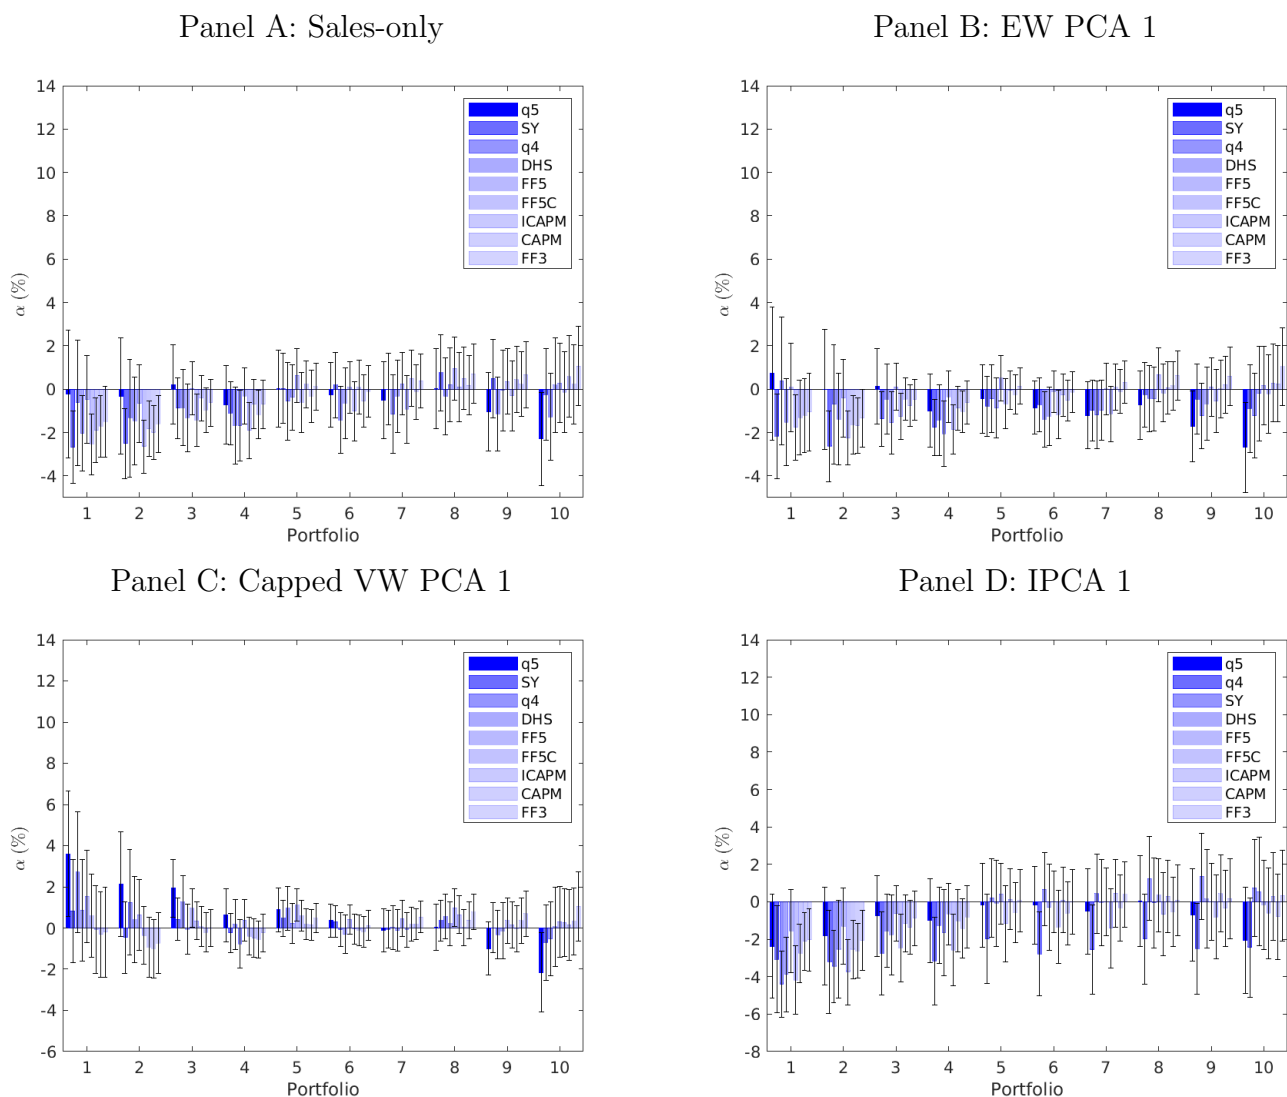 Panel A: Sales-only
14
12
10
8
6
4
2
0
-2
-4
α (%)
1 2 3 4 5 6 7 8 9 10
Portfolio
q5
SY
q4
DHS
FF5
FF5C
ICAPM
CAPM
FF3
Panel B: EW PCA 1
14
12
10
8
6
4
2
0
-2
-4
α (%)
1 2 3 4 5 6 7 8 9 10
Portfolio
q5
SY
q4
DHS
FF5
FF5C
ICAPM
CAPM
FF3
Panel C: Capped VW PCA 1
14
12
10
8
6
4
2
0
-2
-4
-6
α (%)
1 2 3 4 5 6 7 8 9 10
Portfolio
q5
SY
q4
DHS
FF5
FF5C
ICAPM
CAPM
FF3
Panel D: IPCA 1
14
12
10
8
6
4
2
0
-2
-4
-6
-8
α (%)
1 2 3 4 5 6 7 8 9 10
Portfolio
q5
q4
SY
DHS
FF5
FF5C
ICAPM
CAPM
FF3